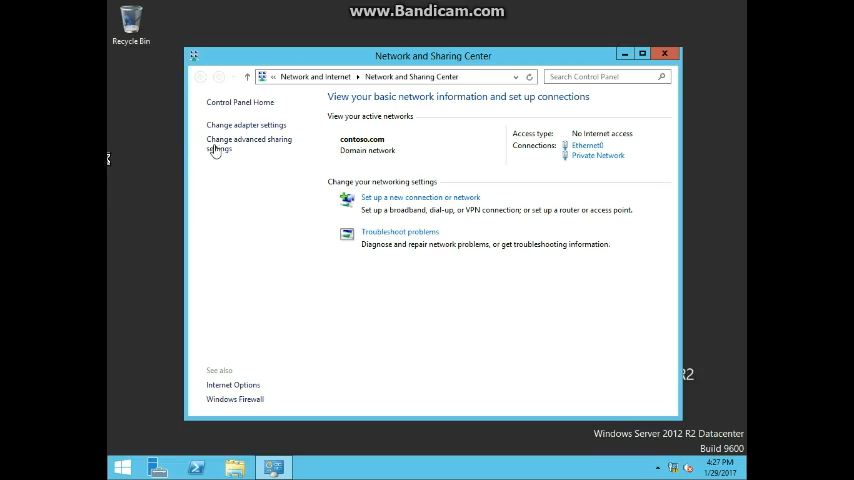 www.Bandicam.com
Recycle Bin
Network and Sharing Center
« Network and Internet Network and Sharing Center
Search Control Panel
Control Panel Home
Change adapter settings
Change advanced sharing
settings
View your basic network information and set up connections
View your active networks
contoso.com
Domain network
Access type: No Internet access
Connections: Ethernet0
Private Network
Change your networking settings
Set up a new connection or network
Set up a broadband, dial-up, or VPN connection; or set up a router or access point.
Troubleshoot problems
Diagnose and repair network problems, or get troubleshooting information.
See also
Internet Options
Windows Firewall
R2
Windows Server 2012 R2 Datacenter
Build 9600
4:27 PM
1/29/2017